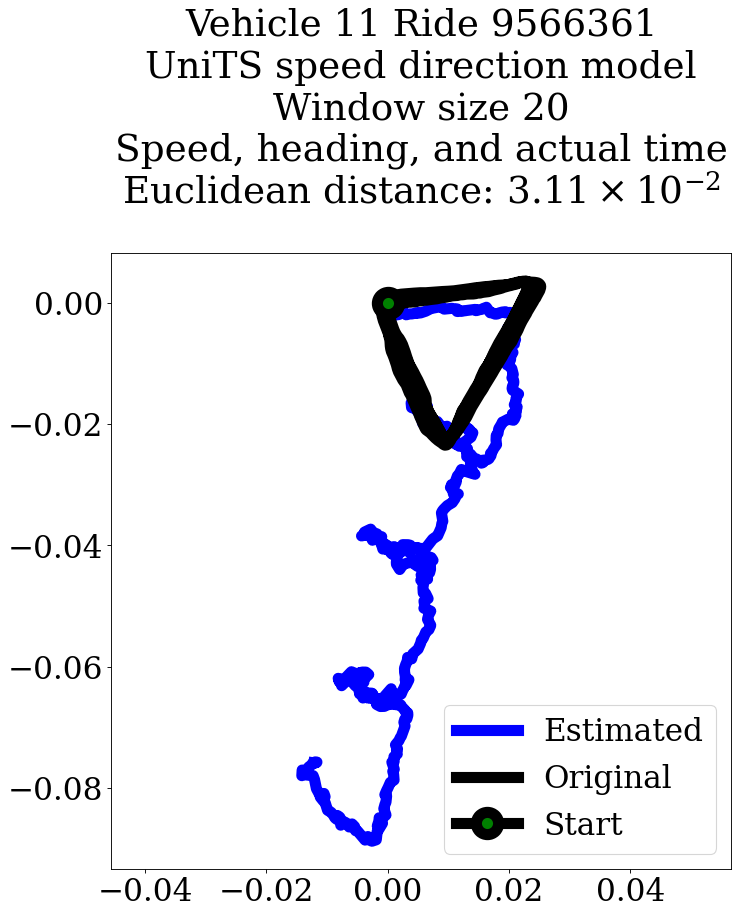 Vehicle 11 Ride 9566361
UniTS speed direction model
Window size 20
Speed, heading, and actual time
Euclidean distance: 3.11 × 10⁻²
0.00
−0.02
−0.04
−0.06
−0.08
Estimated
Original
Start
−0.04 −0.02 0.00 0.02 0.04